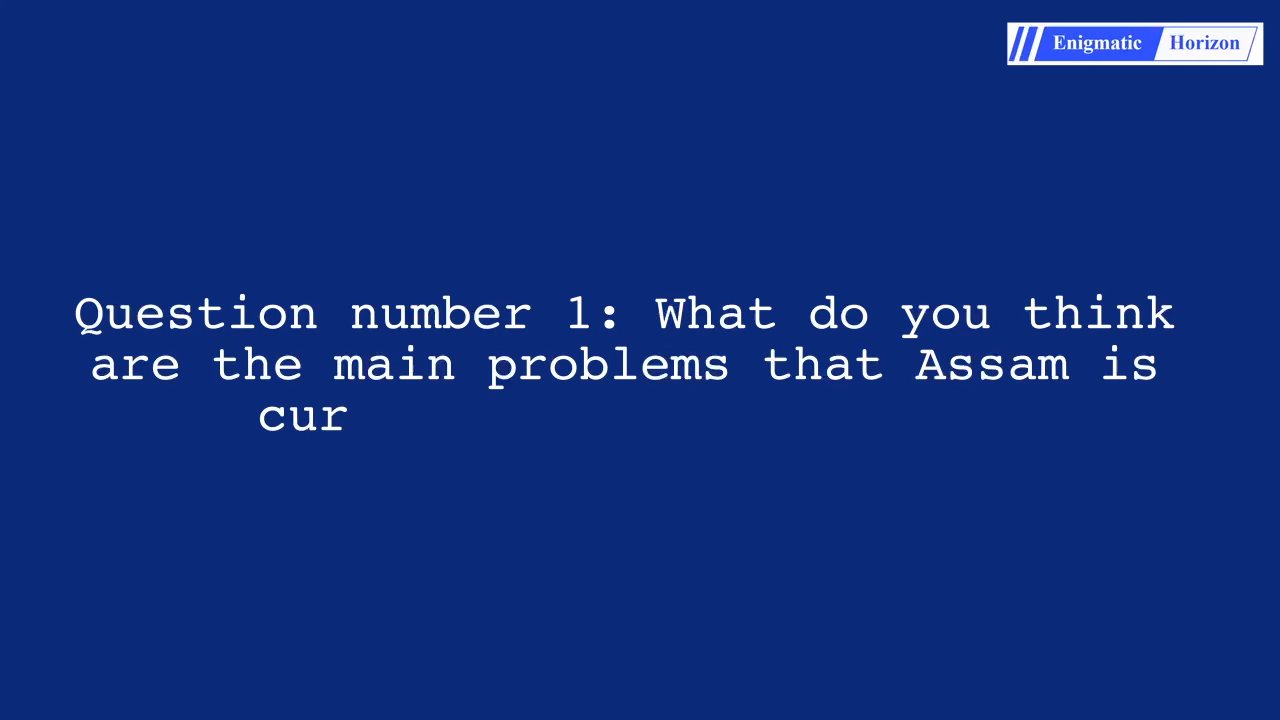 Enigmatic Horizon
Question number 1: What do you think
are the main problems that Assam is
cur